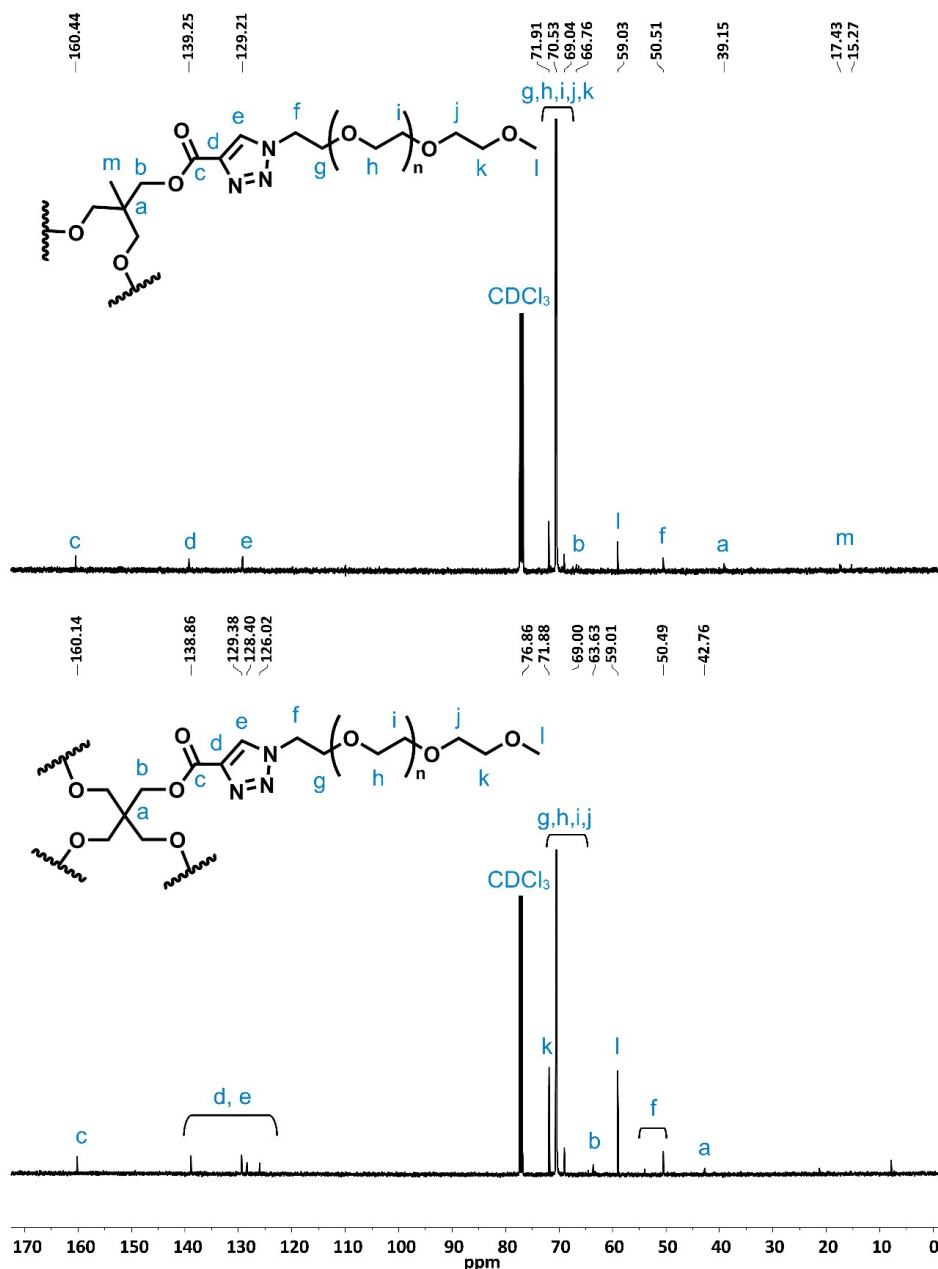 160.44 139.25 129.21 71.91 70.53 69.04 66.76 59.03 50.51 39.15 17.43 15.27
g,h,i,j,k
i
f j
e
O O O
d
m b c N g h n O k l
O N N
a
O
O
CDCl₃
c d e b l f a m
160.14 138.86 129.38 128.40 126.02 76.86 71.88 69.00 63.63 59.01 50.49 42.76
i
f j
e
O d O O l
b c N g h n O k
O O N N
a
O O
g,h,i,j
CDCl₃
k l
d, e f
c b a
170 160 150 140 130 120 110 100 90 80 70 60 50 40 30 20 10 0
ppm